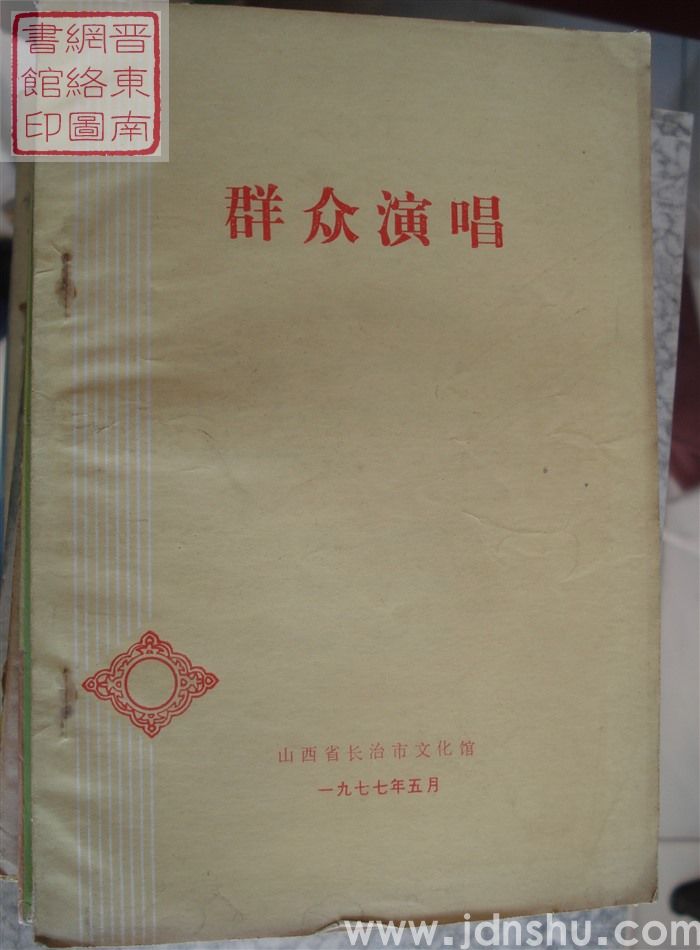 晋東南
網絡圖
書館印
群众演唱
山西省长治市文化馆
一九七七年五月
www.jdnshu.com